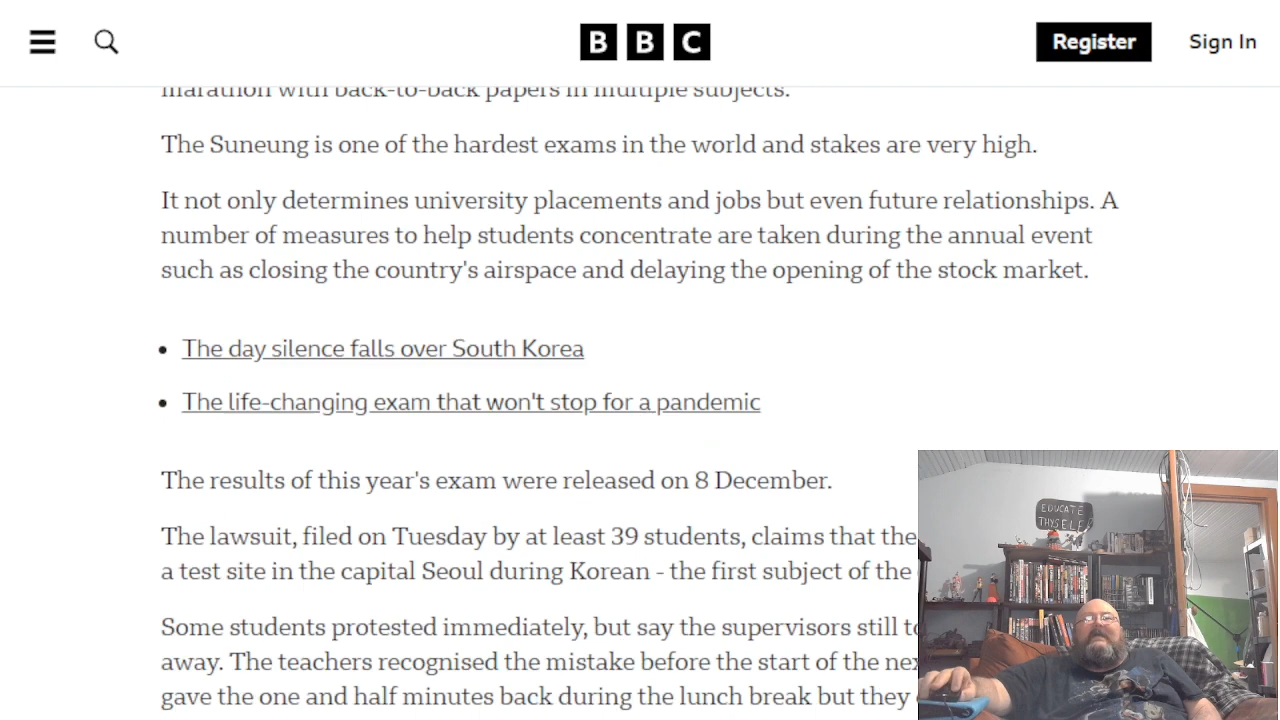 BBC
Register
Sign In
marathon with back-to-back papers in multiple subjects.
The Suneung is one of the hardest exams in the world and stakes are very high.
It not only determines university placements and jobs but even future relationships. A
number of measures to help students concentrate are taken during the annual event
such as closing the country's airspace and delaying the opening of the stock market.
• The day silence falls over South Korea
• The life-changing exam that won't stop for a pandemic
The results of this year's exam were released on 8 December.
The lawsuit, filed on Tuesday by at least 39 students, claims that the
a test site in the capital Seoul during Korean - the first subject of the
Some students protested immediately, but say the supervisors still
away. The teachers recognised the mistake before the start of the
gave the one and half minutes back during the lunch break but they
EDUCATE
THYSELF